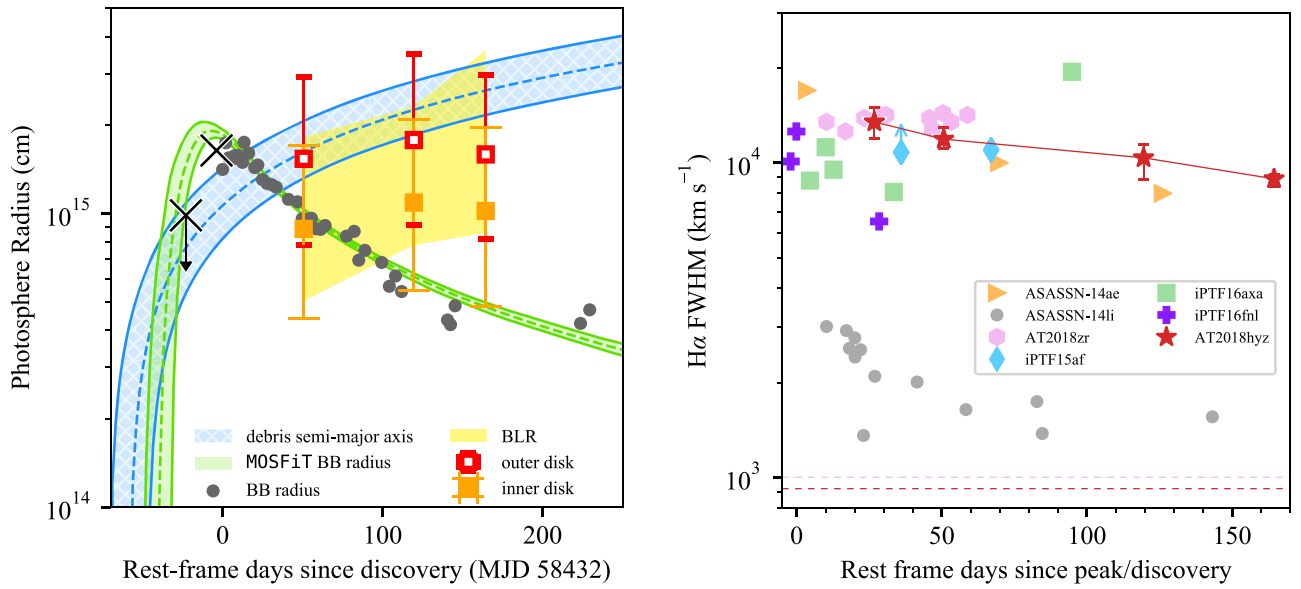 Photosphere Radius (cm)
10^15
10^14
0
100
200
Rest-frame days since discovery (MJD 58432)
debris semi-major axis
MOSFiT BB radius
BB radius
BLR
outer disk
inner disk
Hα FWHM (km s⁻¹)
10^4
10^3
0
50
100
150
Rest frame days since peak/discovery
ASASSN-14ae
ASASSN-14li
AT2018zr
iPTF15af
iPTF16axa
iPTF16fnl
AT2018hyz